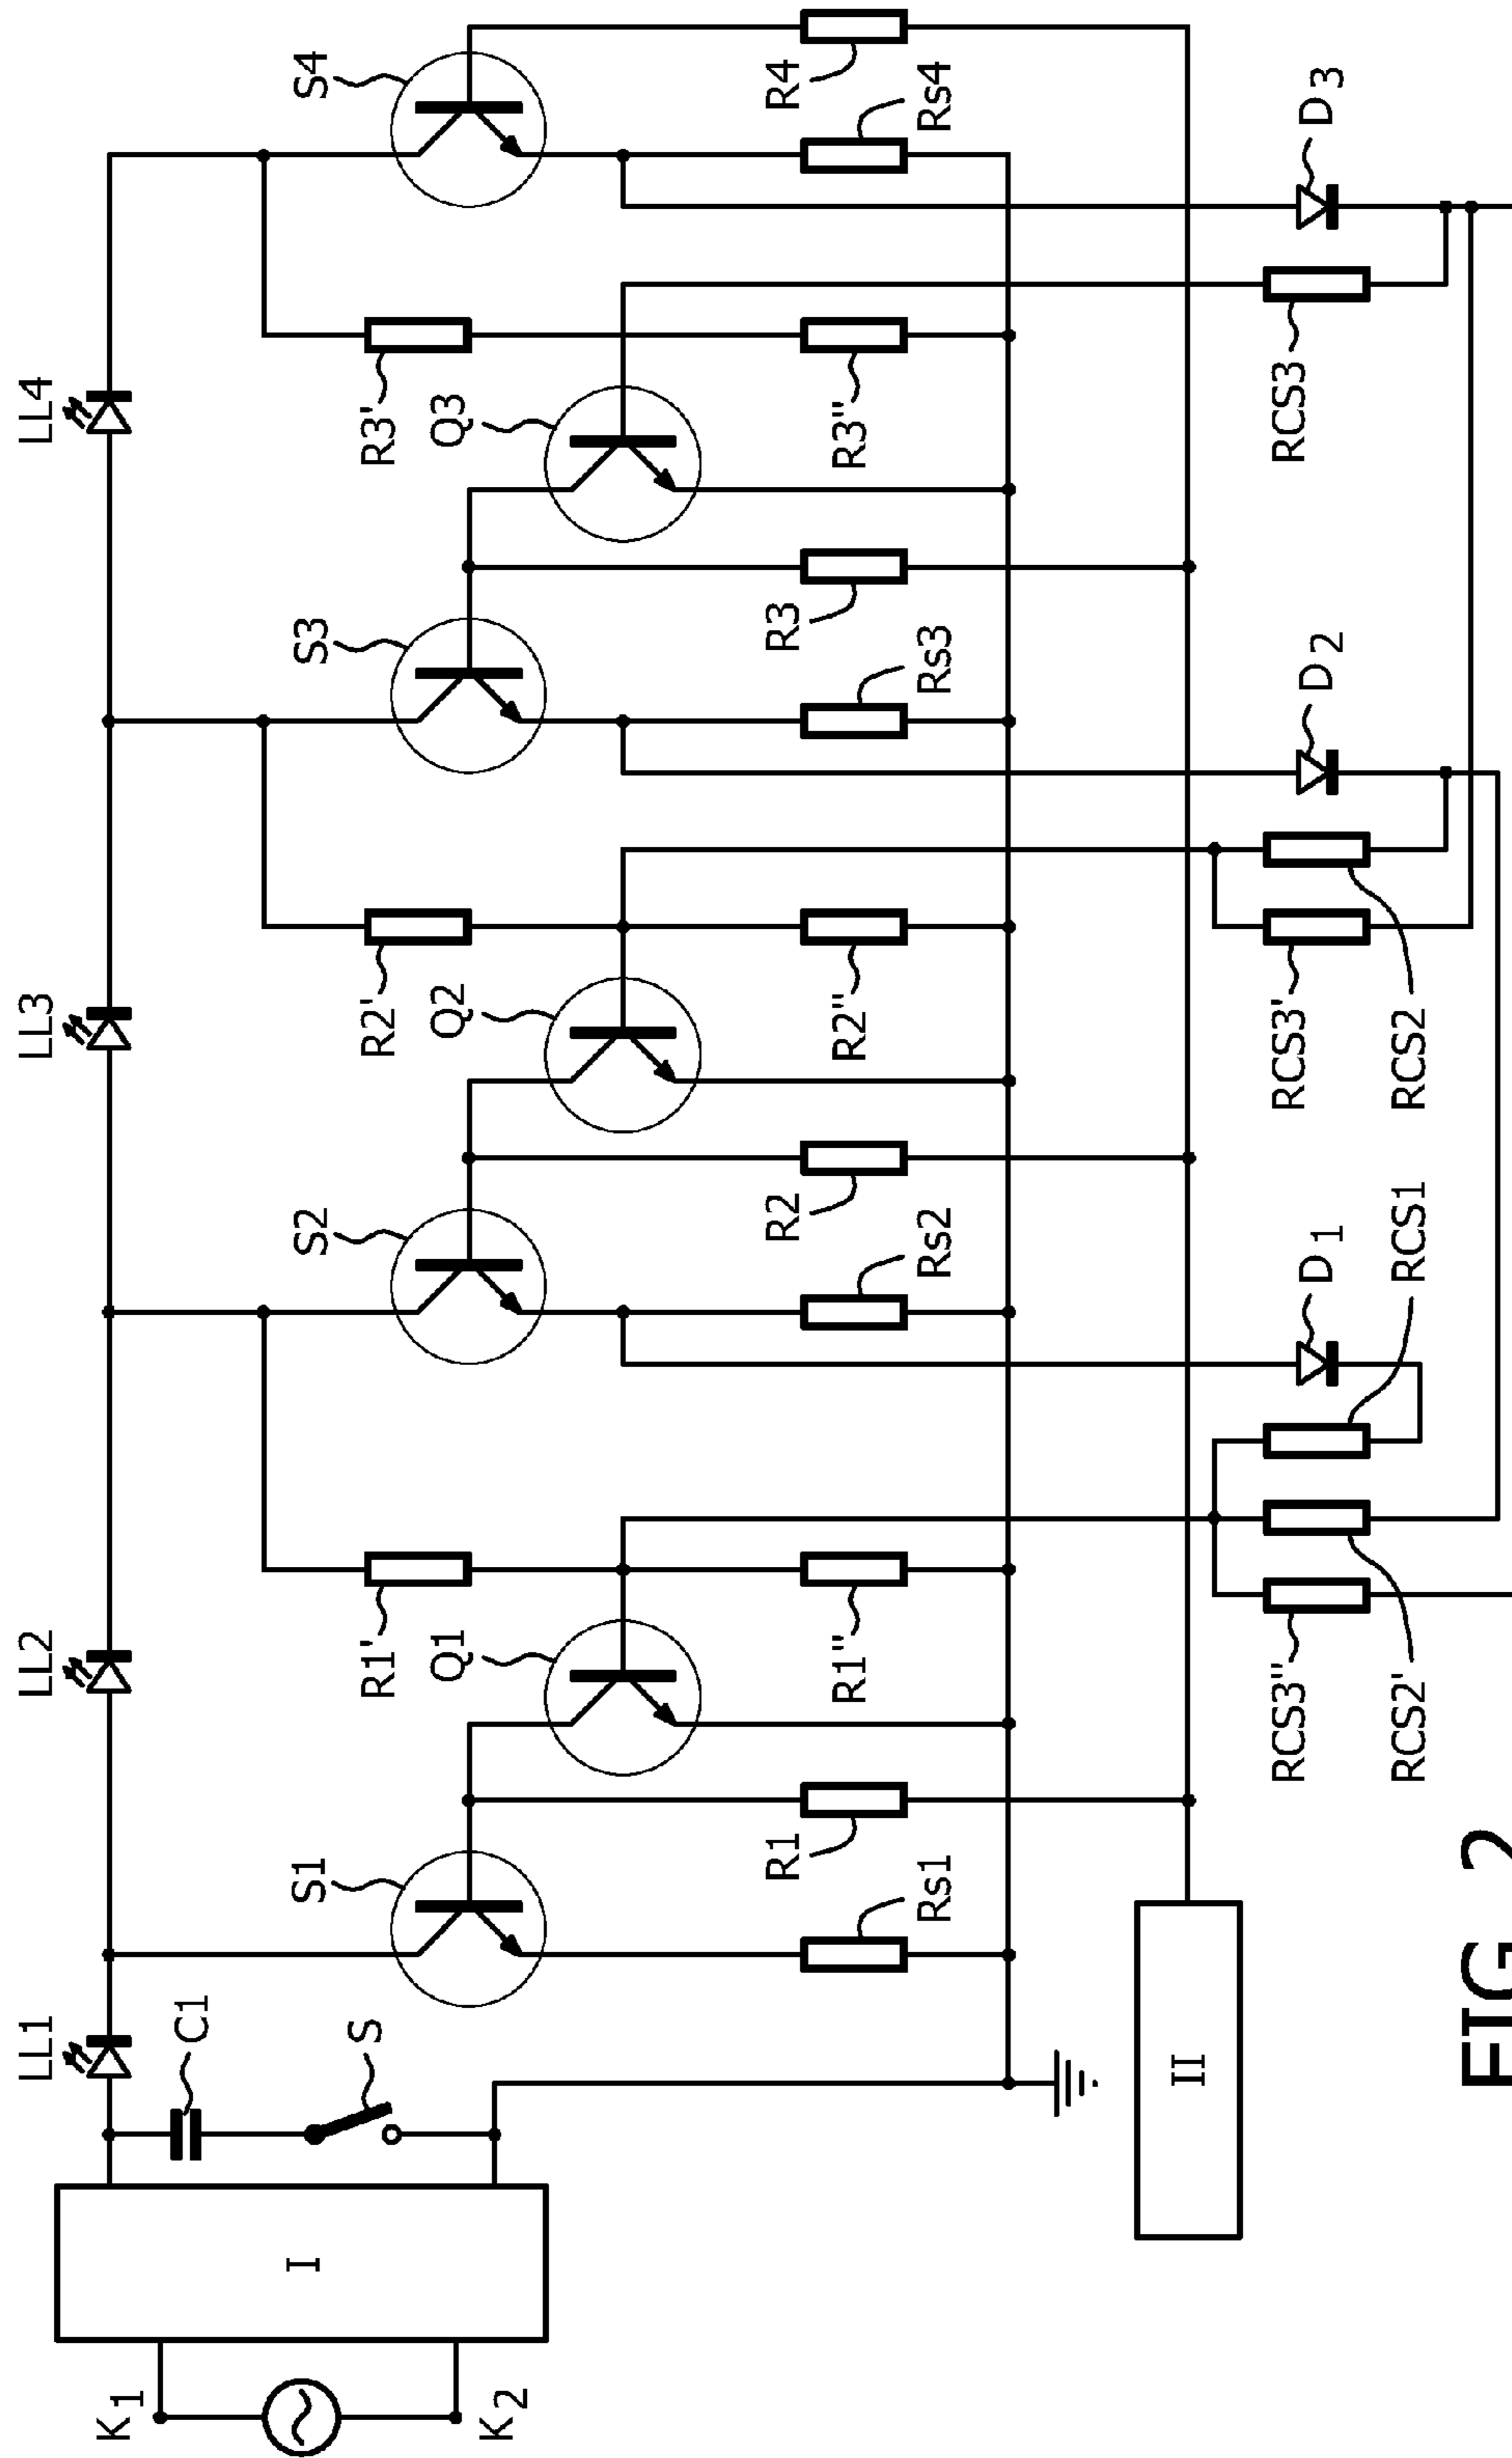 LL1
LL2
LL3
LL4
K1
K2
I
C1
S
S1
S2
S3
S4
R1'
R2'
R3'
Q1
Q2
Q3
R1
R1"
R2
R2"
R3
R3"
R4
Rs1
Rs2
Rs3
Rs4
II
D1
D2
D3
RCS3"
RCS2'
RCS1
RCS3'
RCS2
RCS3
FIG 2